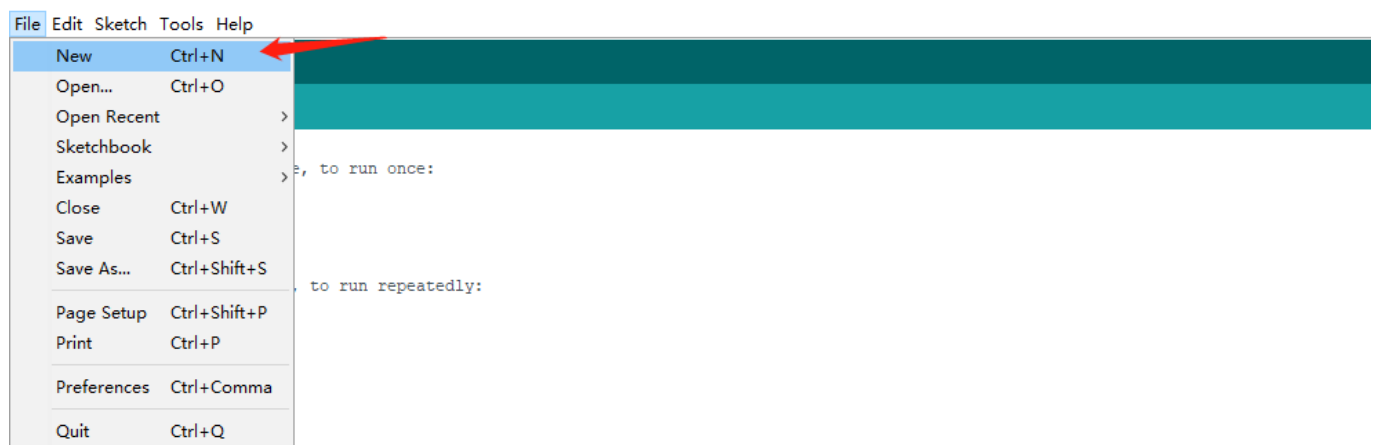 File Edit Sketch Tools Help
New Ctrl+N
Open... Ctrl+O
Open Recent >
Sketchbook >
Examples >
, to run once:
Close Ctrl+W
Save Ctrl+S
Save As... Ctrl+Shift+S
, to run repeatedly:
Page Setup Ctrl+Shift+P
Print Ctrl+P
Preferences Ctrl+Comma
Quit Ctrl+Q